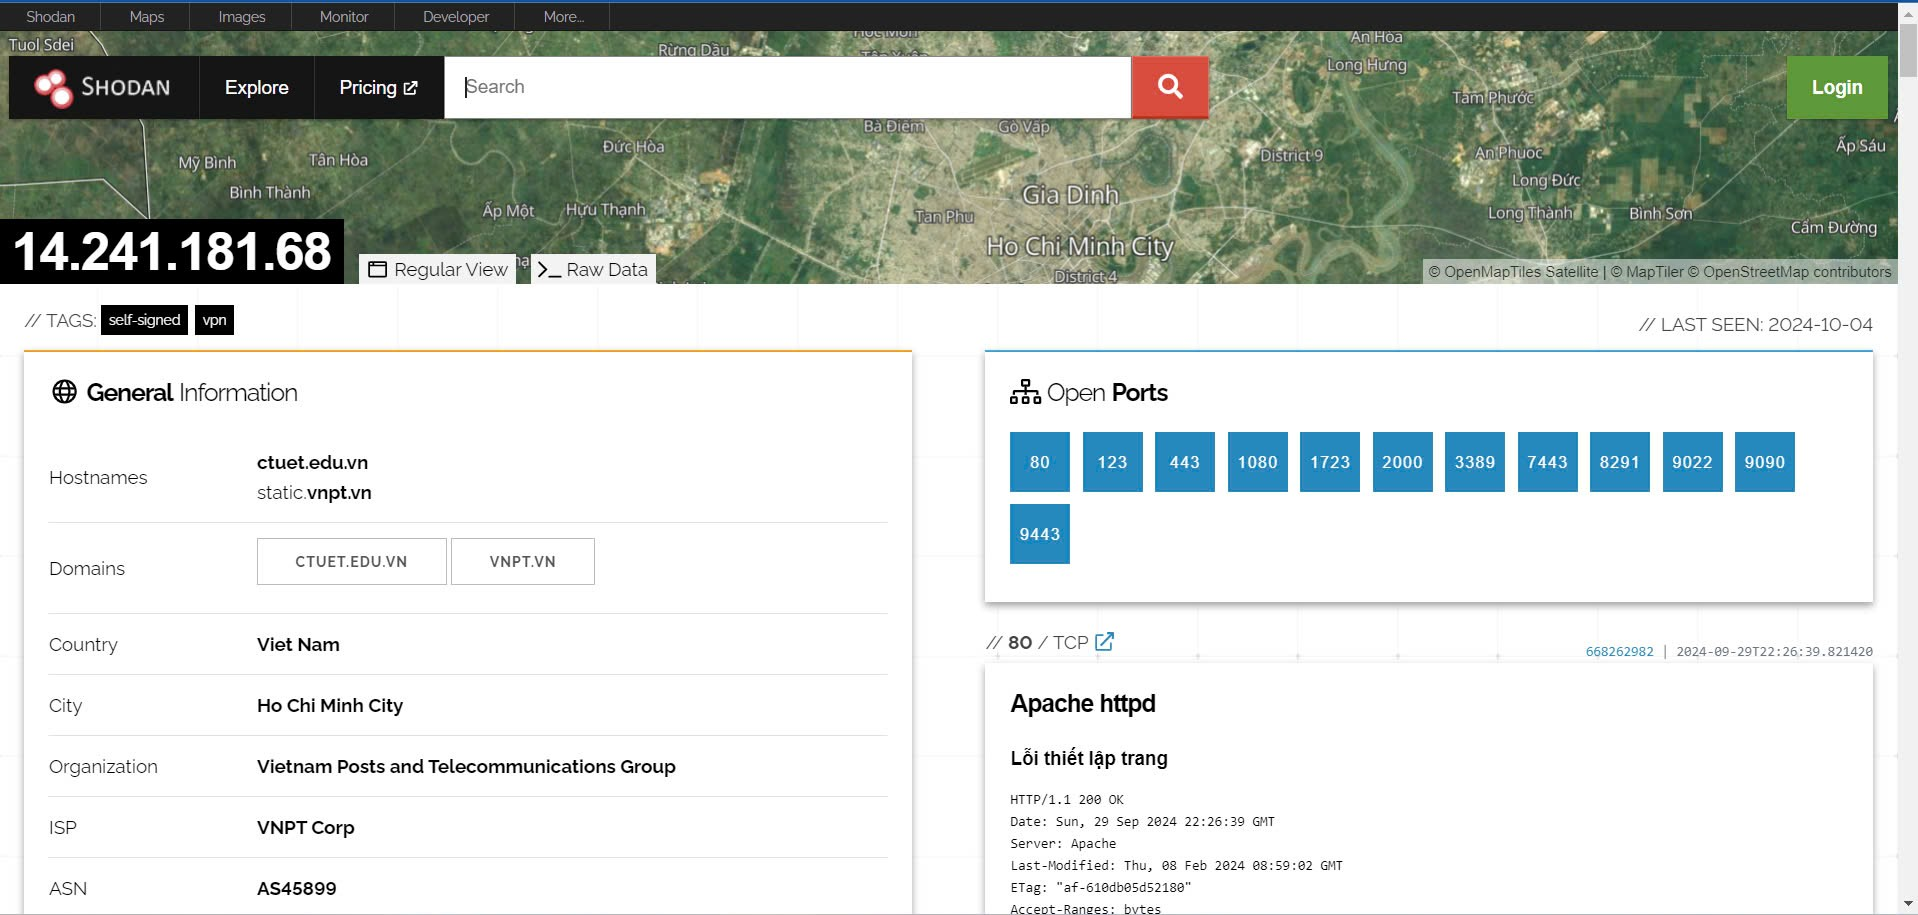 Shodan Maps Images Monitor Developer More...
Tuol Sdei
Rừng Dầu
An Hòa
Long Hưng
SHODAN Explore Pricing Search Login
Tam Phước
Bà Điểm
Gò Vấp
Mỹ Bình
Tân Hòa
Đức Hòa
District 9
An Phuoc
Ấp Sáu
Bình Thành
Gia Dinh
Long Đức
Ấp Một
Hựu Thạnh
Tan Phu
Long Thành
Bình Sơn
Cẩm Đường
Ho Chi Minh City
District 4
14.241.181.68
Regular View
Raw Data
© OpenMapTiles Satellite | © MapTiler © OpenStreetMap contributors
// TAGS: self-signed vpn
// LAST SEEN: 2024-10-04
General Information
Hostnames
ctuet.edu.vn
static.vnpt.vn
Domains
CTUET.EDU.VN VNPT.VN
Country Viet Nam
City Ho Chi Minh City
Organization Vietnam Posts and Telecommunications Group
ISP VNPT Corp
ASN AS45899
Open Ports
80 123 443 1080 1723 2000 3389 7443 8291 9022 9090
9443
// 80 / TCP
668262982 | 2024-09-29T22:26:39.821420
Apache httpd
Lỗi thiết lập trang
HTTP/1.1 200 OK
Date: Sun, 29 Sep 2024 22:26:39 GMT
Server: Apache
Last-Modified: Thu, 08 Feb 2024 08:59:02 GMT
ETag: "af-610db05d52180"
Accept-Ranges: bytes